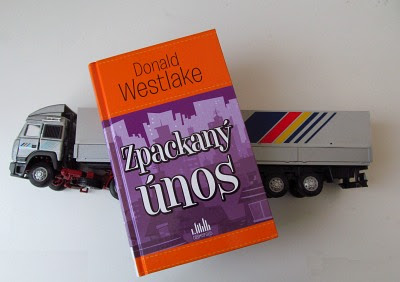 Donald
Westlake
Zpackaný
únos